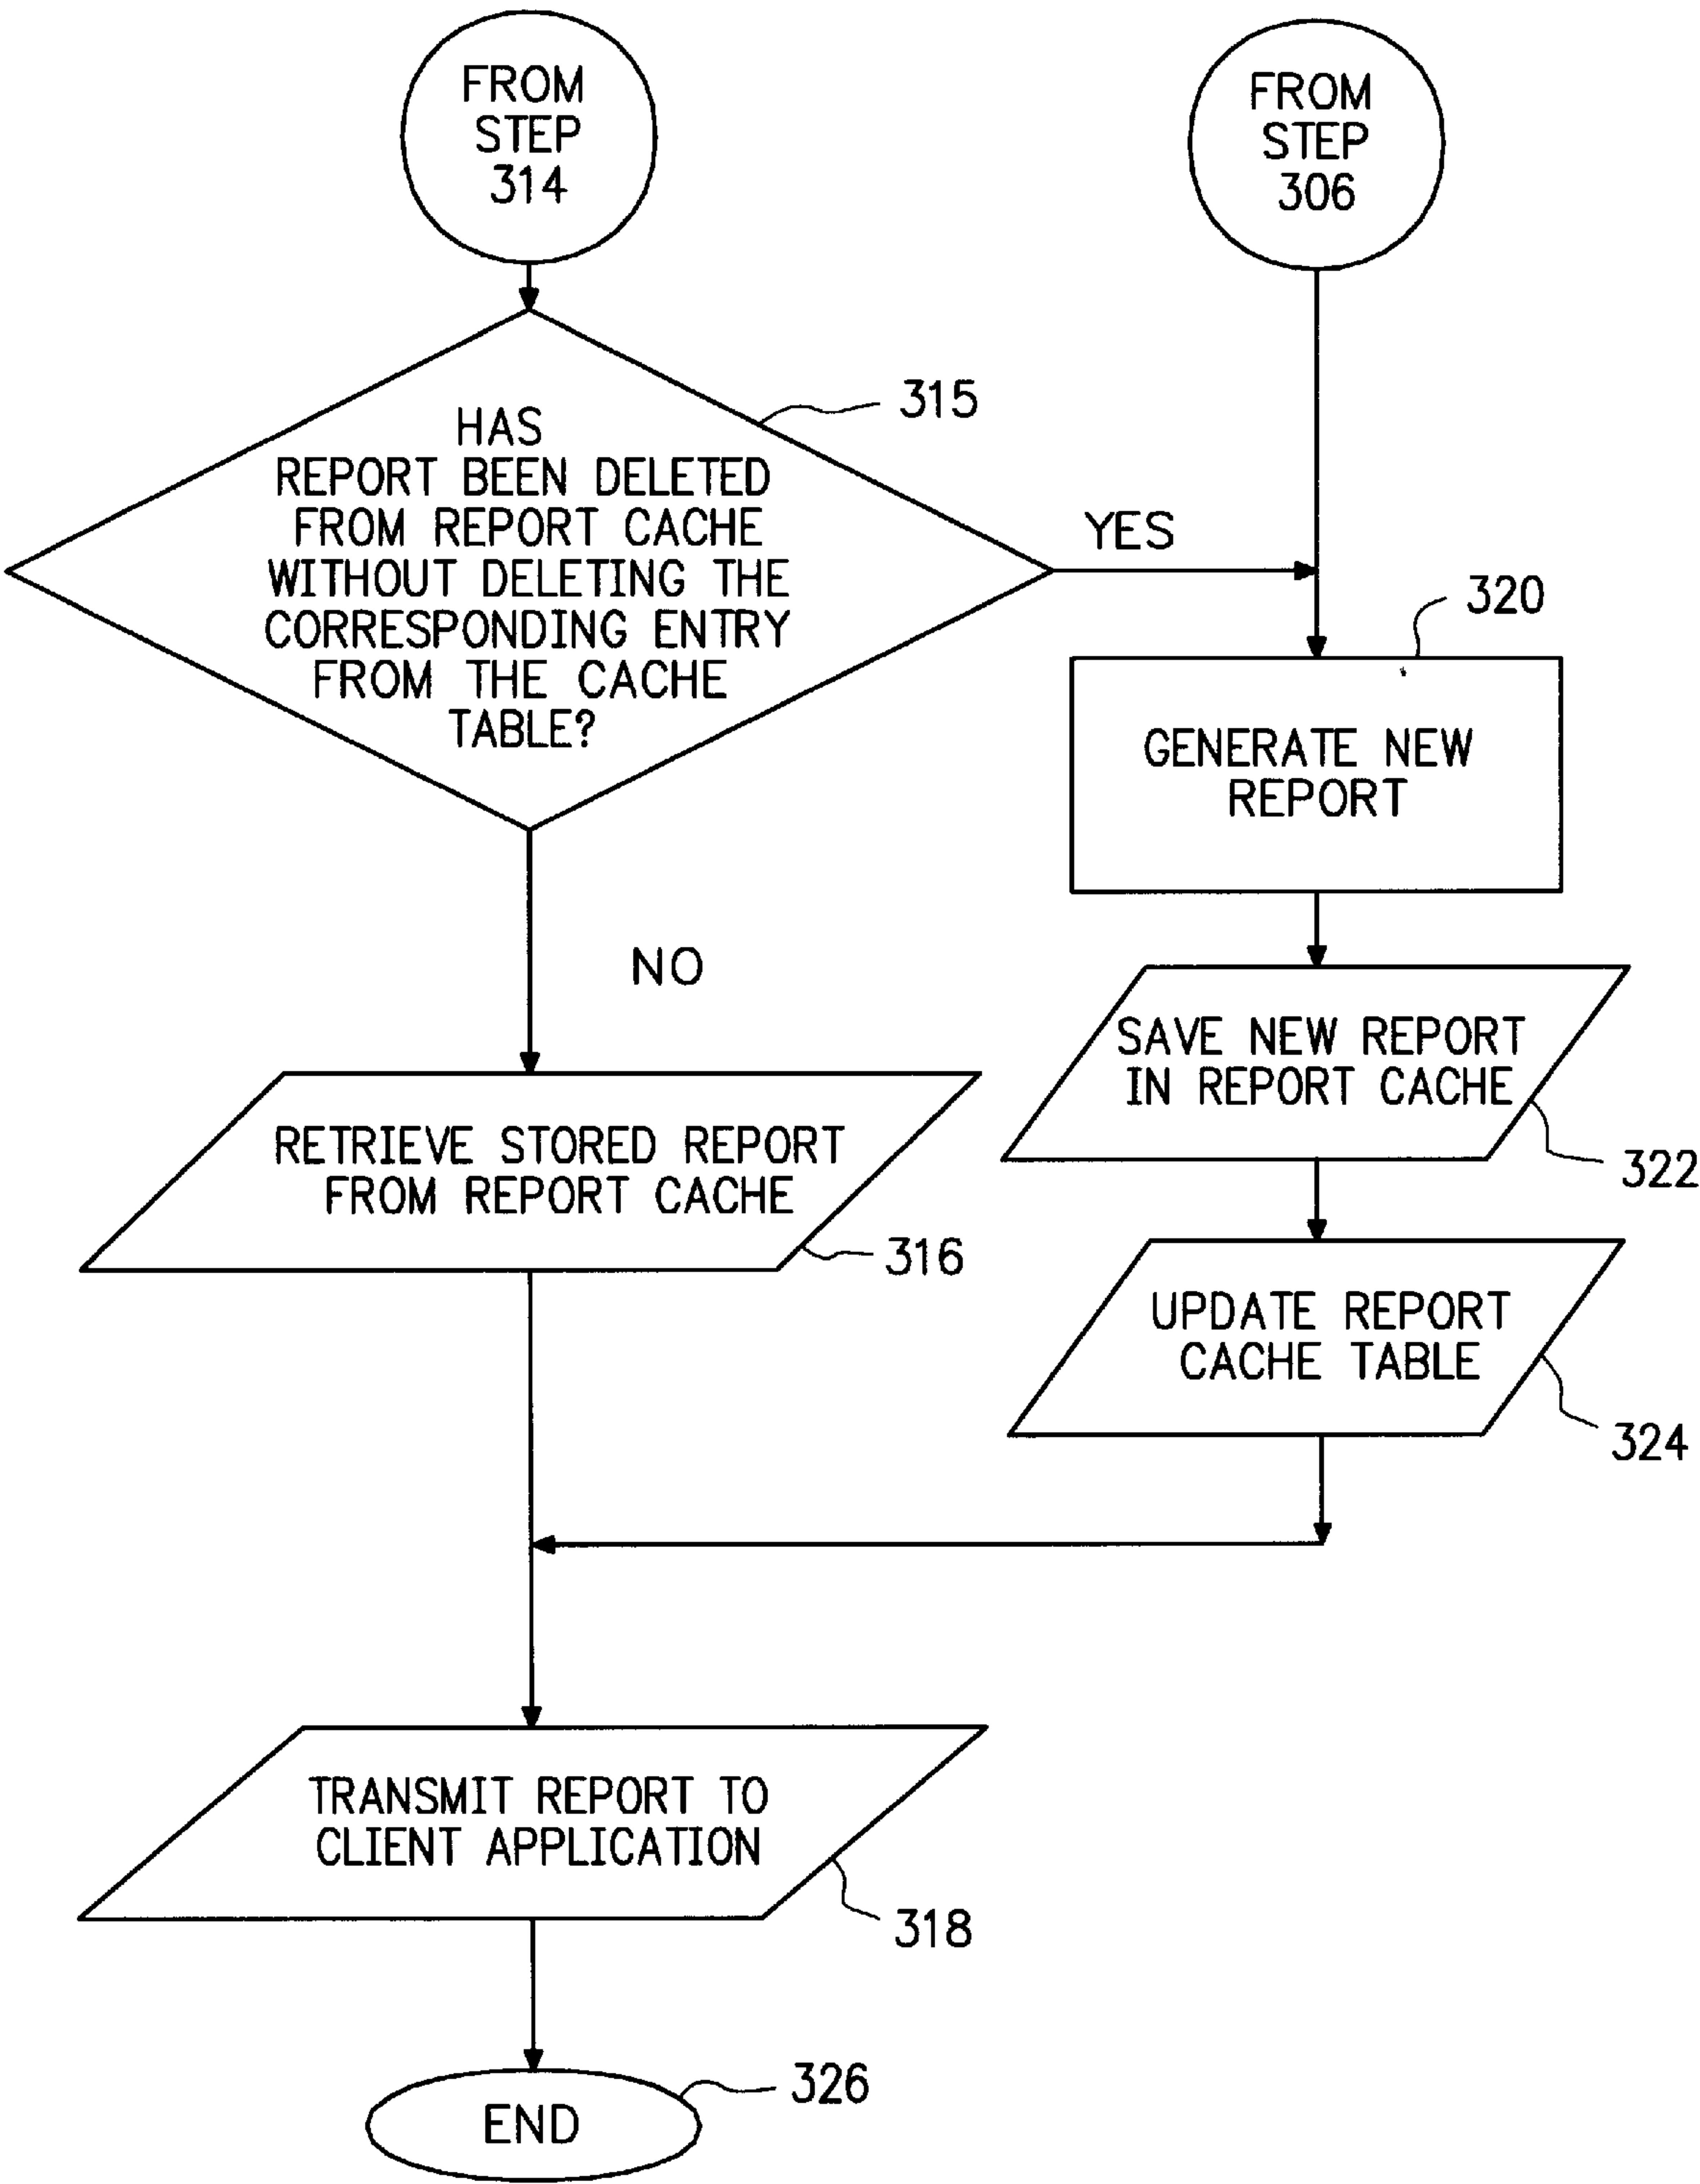 FROM
STEP
314
FROM
STEP
306
HAS
REPORT BEEN DELETED
FROM REPORT CACHE
WITHOUT DELETING THE
CORRESPONDING ENTRY
FROM THE CACHE
TABLE?
315
YES
NO
320
GENERATE NEW
REPORT
SAVE NEW REPORT
IN REPORT CACHE
322
RETRIEVE STORED REPORT
FROM REPORT CACHE
316
UPDATE REPORT
CACHE TABLE
324
TRANSMIT REPORT TO
CLIENT APPLICATION
318
END
326